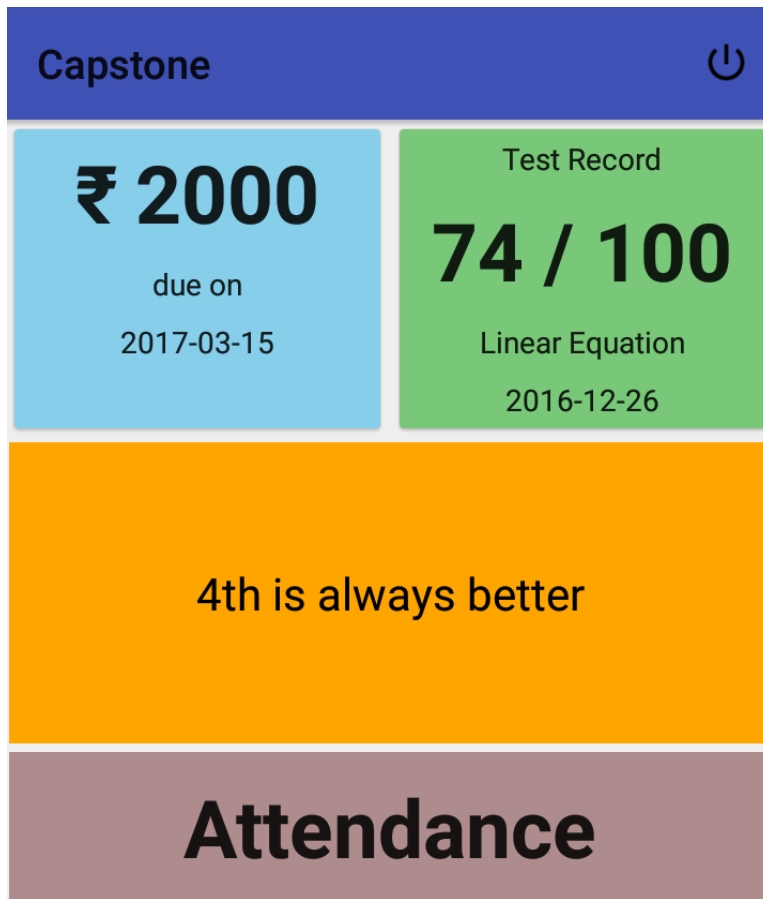 Capstone
₹ 2000
due on
2017-03-15
Test Record
74 / 100
Linear Equation
2016-12-26
4th is always better
Attendance